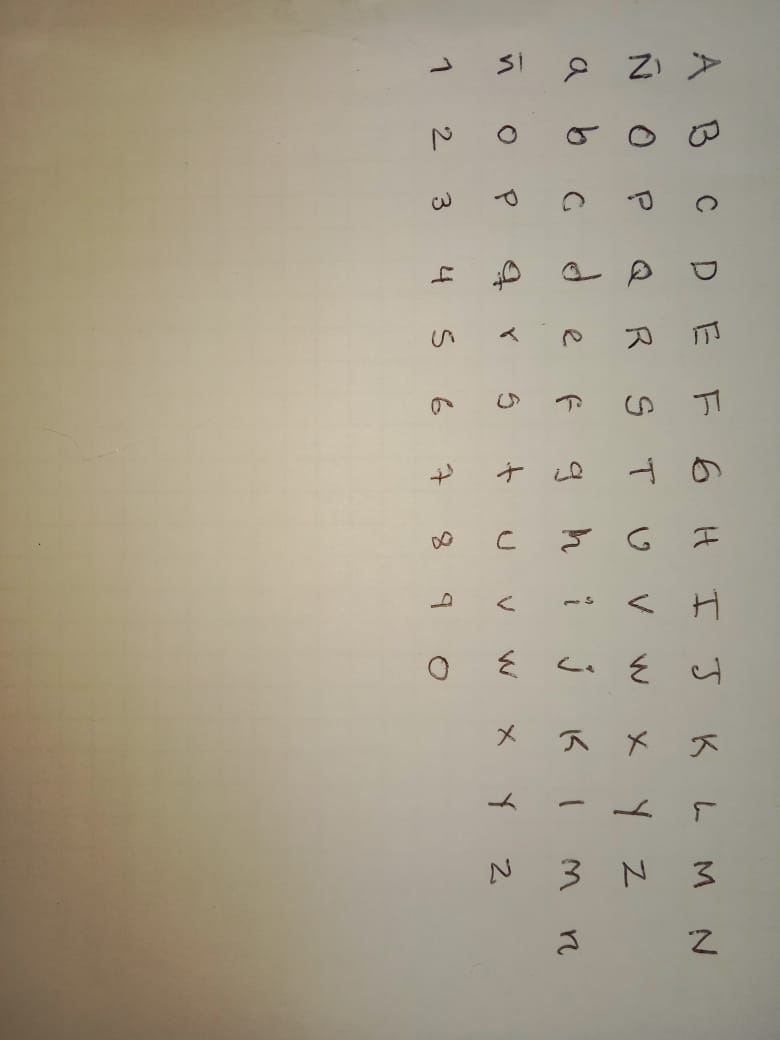 A B C D E F G H I J K L M N
Ñ O P Q R S T U V W X Y Z
a b c d e f g h i j k l m n
ñ o p q r s t u v w x y z
1 2 3 4 5 6 7 8 9 0